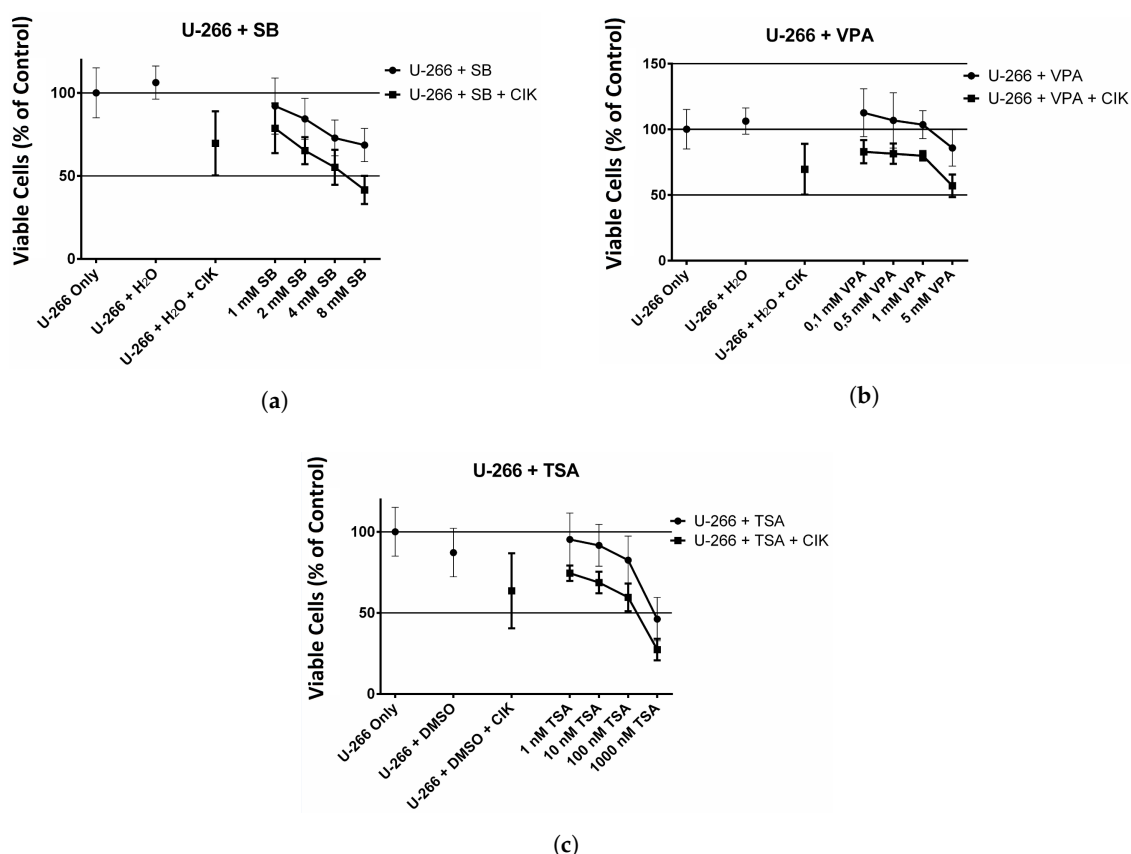 U-266 + SB
Viable Cells (% of Control)
100
50
0
U-266 + SB
U-266 + SB + CIK
U-266 Only
U-266 + H2O
U-266 + H2O + CIK
1 mM SB
2 mM SB
4 mM SB
8 mM SB
(a)
U-266 + VPA
Viable Cells (% of Control)
150
100
50
0
U-266 + VPA
U-266 + VPA + CIK
U-266 Only
U-266 + H2O
U-266 + H2O + CIK
0,1 mM VPA
0,5 mM VPA
1 mM VPA
5 mM VPA
(b)
U-266 + TSA
Viable Cells (% of Control)
100
50
0
U-266 + TSA
U-266 + TSA + CIK
U-266 Only
U-266 + DMSO
U-266 + DMSO + CIK
1 nM TSA
10 nM TSA
100 nM TSA
1000 nM TSA
(c)